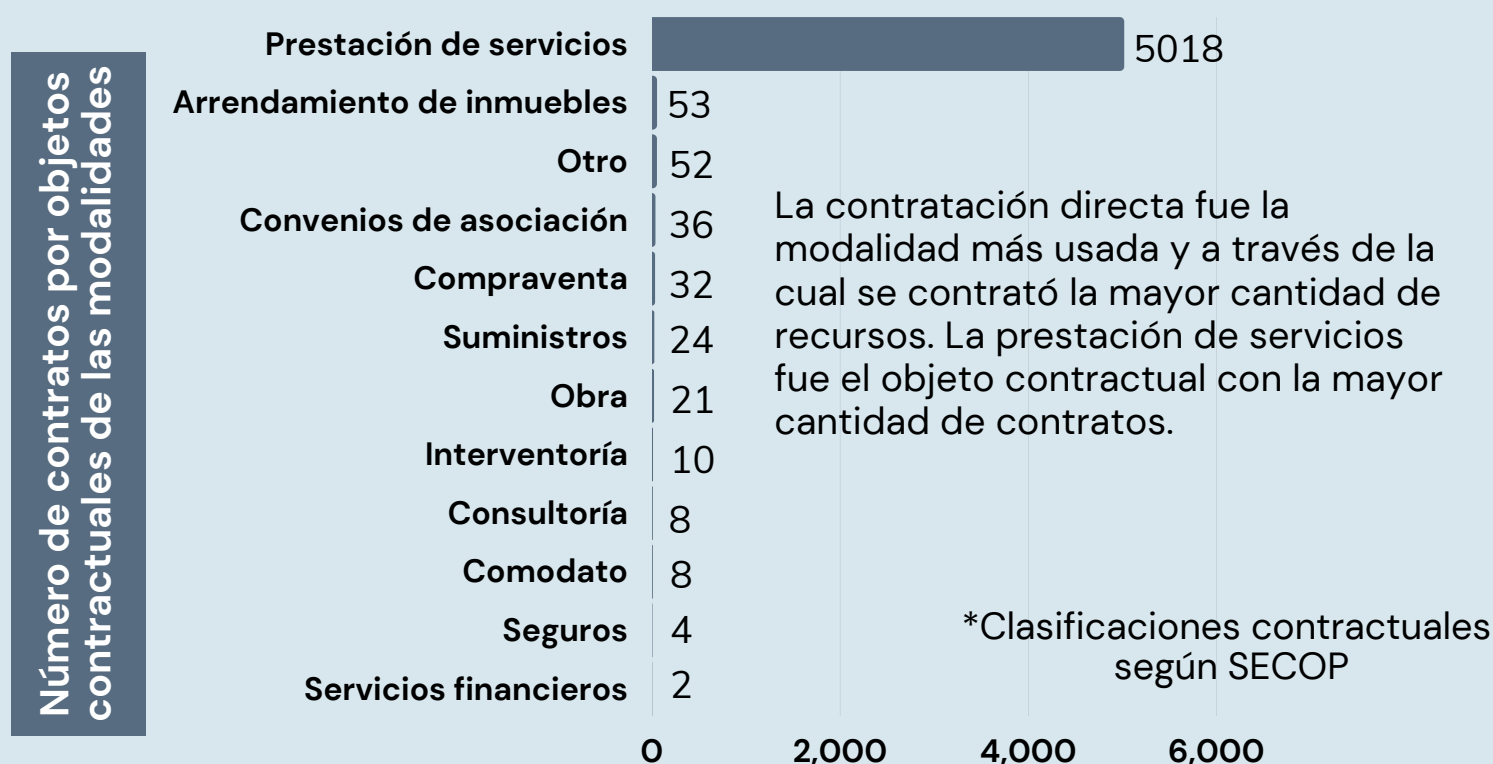 Número de contratos por objetos
contractuales de las modalidades
Prestación de servicios 5018
Arrendamiento de inmuebles 53
Otro 52
Convenios de asociación 36
Compraventa 32
Suministros 24
Obra 21
Interventoría 10
Consultoría 8
Comodato 8
Seguros 4
Servicios financieros 2
0 2,000 4,000 6,000
La contratación directa fue la
modalidad más usada y a través de la
cual se contrató la mayor cantidad de
recursos. La prestación de servicios
fue el objeto contractual con la mayor
cantidad de contratos.
*Clasificaciones contractuales
según SECOP